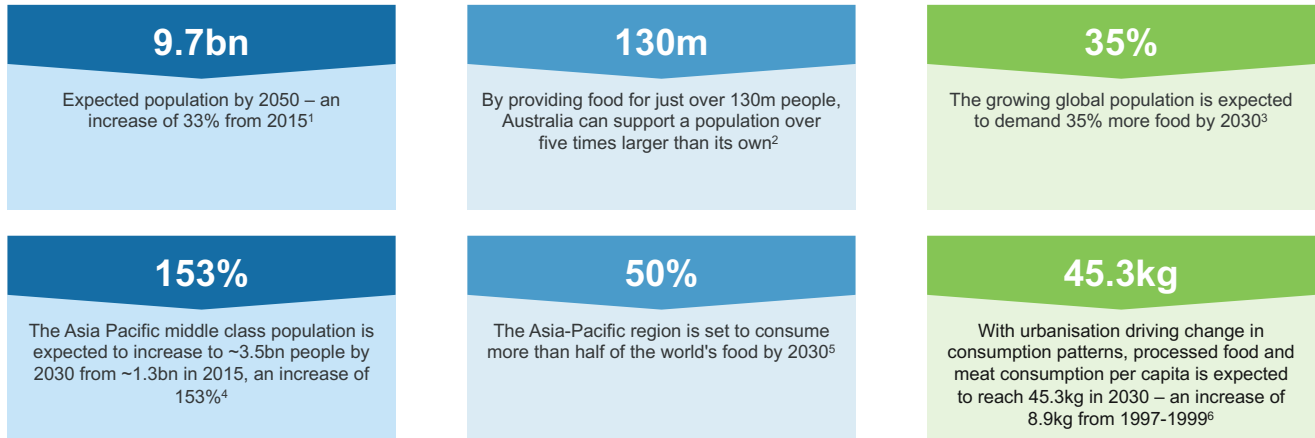 9.7bn
Expected population by 2050 – an
increase of 33% from 2015¹
130m
By providing food for just over 130m people,
Australia can support a population over
five times larger than its own²
35%
The growing global population is expected
to demand 35% more food by 2030³
153%
The Asia Pacific middle class population is
expected to increase to ~3.5bn people by
2030 from ~1.3bn in 2015, an increase of
153%⁴
50%
The Asia-Pacific region is set to consume
more than half of the world's food by 2030⁵
45.3kg
With urbanisation driving change in
consumption patterns, processed food and
meat consumption per capita is expected
to reach 45.3kg in 2030 – an increase of
8.9kg from 1997-1999⁶